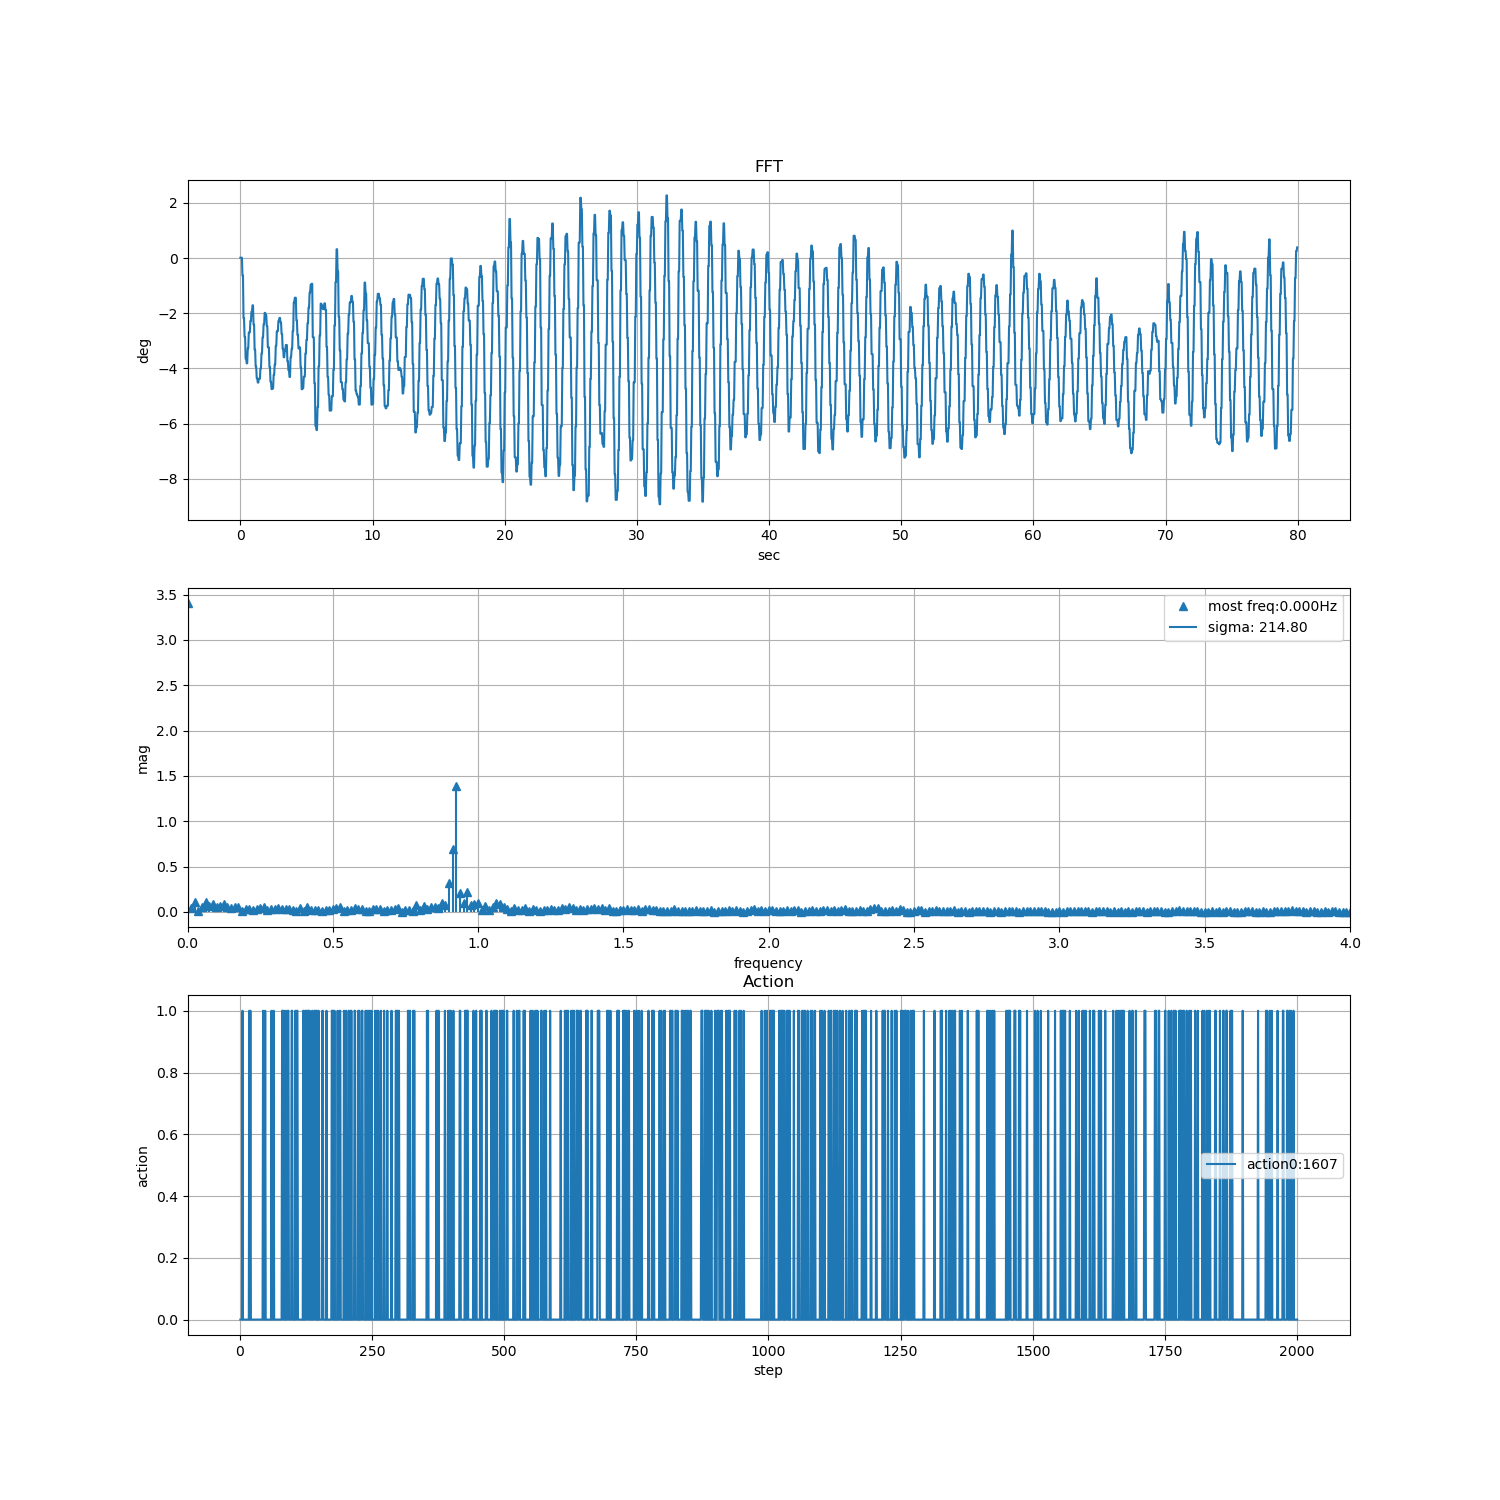 FFT
2
0
−2
−4
−6
−8
deg
0 10 20 30 40 50 60 70 80
sec
3.5
3.0
2.5
2.0
1.5
1.0
0.5
0.0
mag
most freq:0.000Hz
sigma: 214.80
0.0 0.5 1.0 1.5 2.0 2.5 3.0 3.5 4.0
frequency
Action
1.0
0.8
0.6
0.4
0.2
0.0
action
action0:1607
0 250 500 750 1000 1250 1500 1750 2000
step